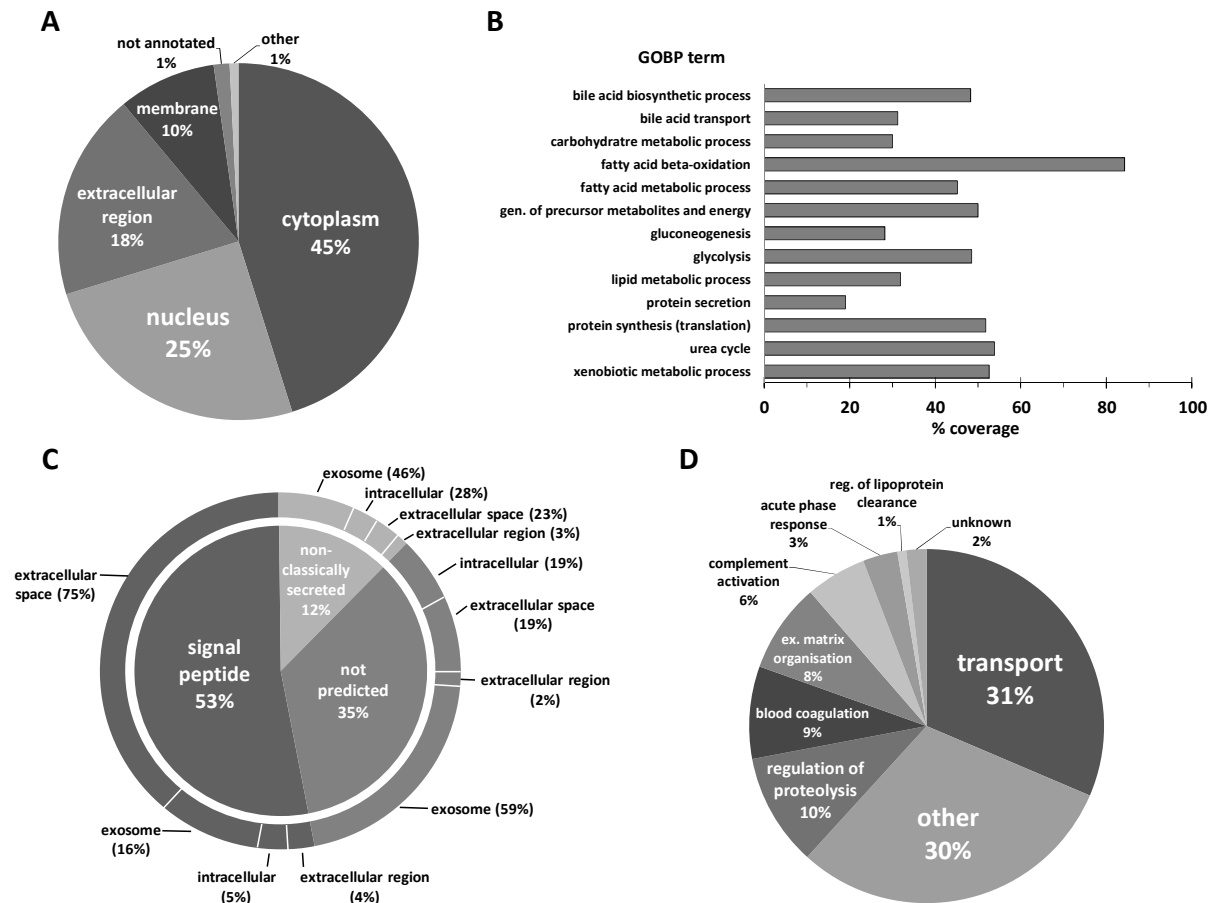 A
not annotated
1%
other
1%
membrane
10%
extracellular
region
18%
cytoplasm
45%
nucleus
25%
B
GOBP term
bile acid biosynthetic process
bile acid transport
carbohydratre metabolic process
fatty acid beta-oxidation
fatty acid metabolic process
gen. of precursor metabolites and energy
gluconeogenesis
glycolysis
lipid metabolic process
protein secretion
protein synthesis (translation)
urea cycle
xenobiotic metabolic process
0 20 40 60 80 100
% coverage
C
exosome (46%)
intracellular (28%)
extracellular space (23%)
extracellular region (3%)
intracellular (19%)
extracellular space
(19%)
extracellular region
(2%)
exosome (59%)
extracellular region
(4%)
intracellular
(5%)
exosome
(16%)
extracellular
space (75%)
non-
classically
secreted
12%
signal
peptide
53%
not
predicted
35%
D
reg. of lipoprotein
clearance
1%
acute phase
response
3%
unknown
2%
complement
activation
6%
ex. matrix
organisation
8%
blood coagulation
9%
regulation of
proteolysis
10%
transport
31%
other
30%